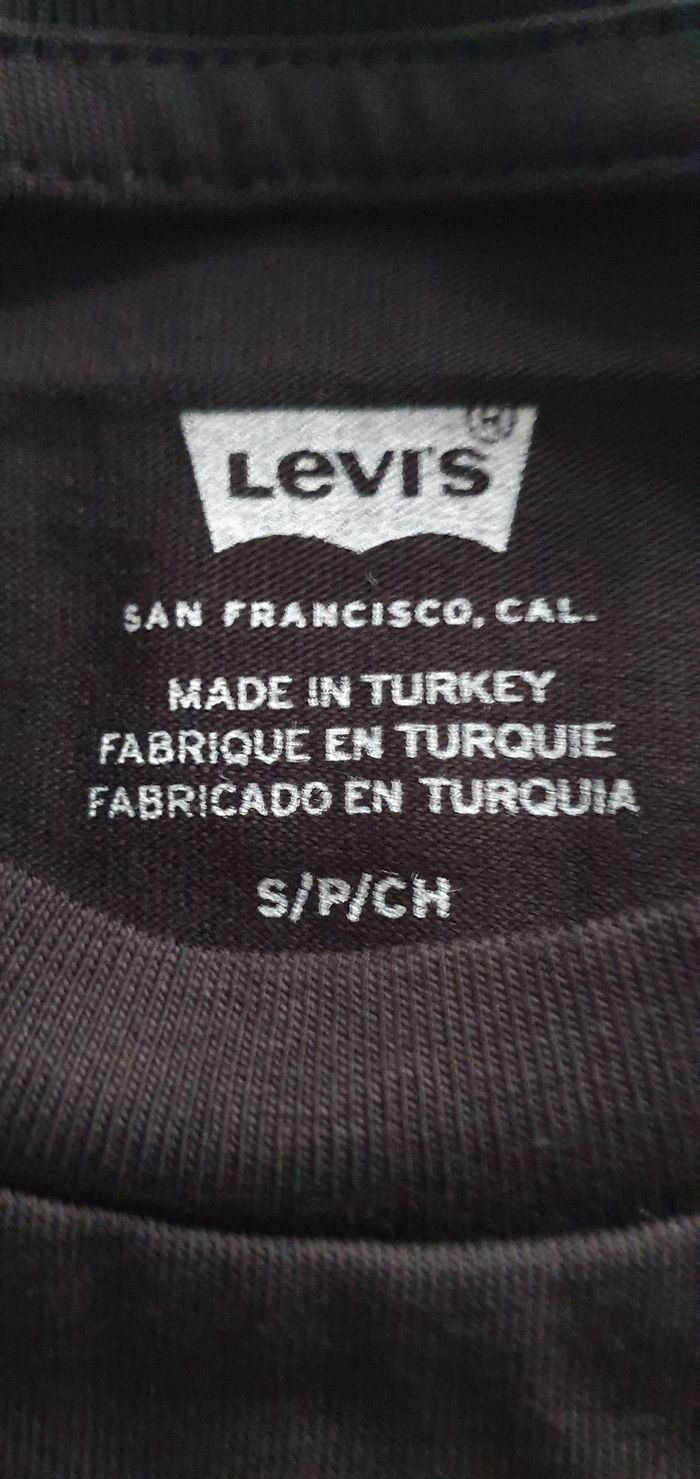 Levi's ®
SAN FRANCISCO, CAL.
MADE IN TURKEY
FABRIQUE EN TURQUIE
FABRICADO EN TURQUIA
S/P/CH